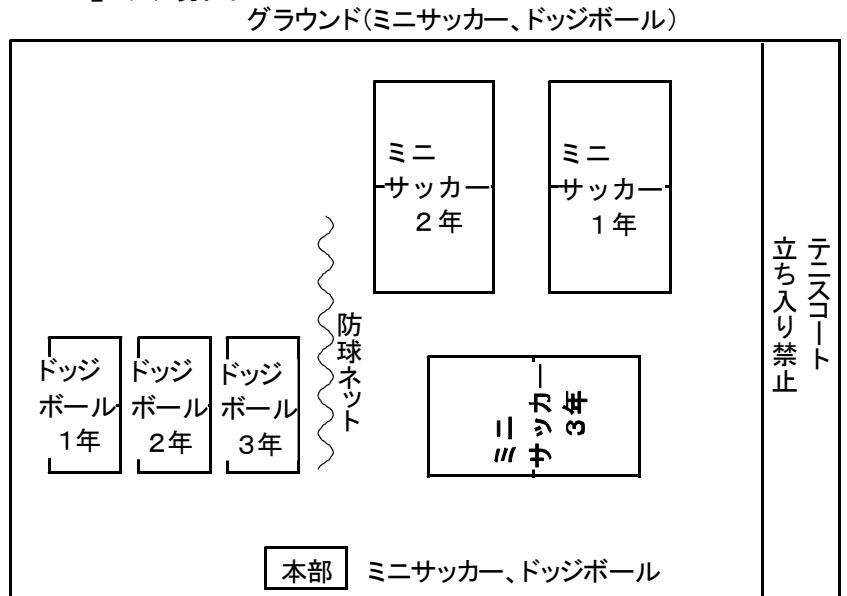 グラウンド(ミニサッカー、ドッジボール)
ミニ
サッカー
2年
ミニ
サッカー
1年
テニスコート
立ち入り禁止
防球ネット
ドッジ
ボール
1年
ドッジ
ボール
2年
ドッジ
ボール
3年
ミニ
サッカー
3年
本部 ミニサッカー、ドッジボール